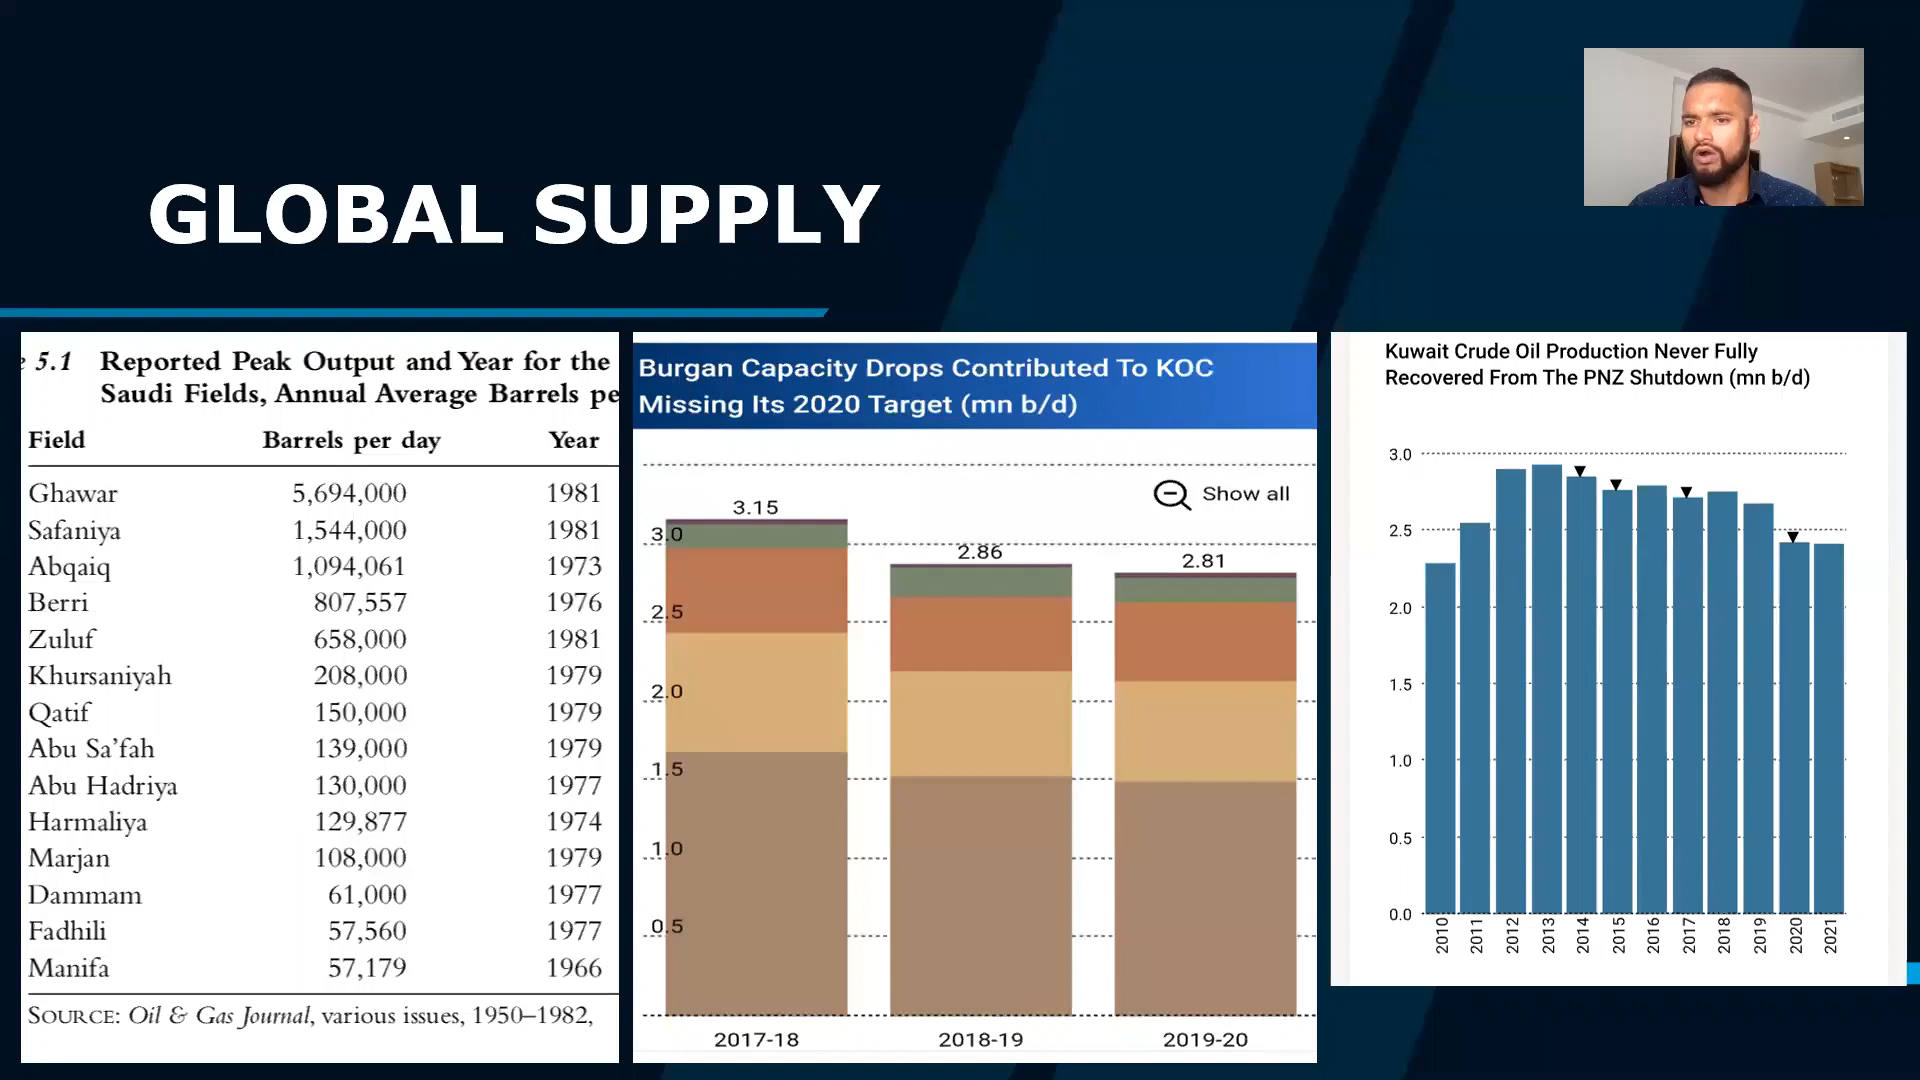 GLOBAL SUPPLY
5.1 Reported Peak Output and Year for the
Saudi Fields, Annual Average Barrels pe
Field Barrels per day Year
Ghawar 5,694,000 1981
Safaniya 1,544,000 1981
Abqaiq 1,094,061 1973
Berri 807,557 1976
Zuluf 658,000 1981
Khursaniyah 208,000 1979
Qatif 150,000 1979
Abu Sa’fah 139,000 1979
Abu Hadriya 130,000 1977
Harmaliya 129,877 1974
Marjan 108,000 1979
Dammam 61,000 1977
Fadhili 57,560 1977
Manifa 57,179 1966
SOURCE: Oil & Gas Journal, various issues, 1950–1982,
Burgan Capacity Drops Contributed To KOC
Missing Its 2020 Target (mn b/d)
Show all
3.15
3.0
2.86
2.81
2.5
2.0
1.5
1.0
0.5
2017-18 2018-19 2019-20
Kuwait Crude Oil Production Never Fully
Recovered From The PNZ Shutdown (mn b/d)
3.0
2.5
2.0
1.5
1.0
0.5
0.0
2010 2011 2012 2013 2014 2015 2016 2017 2018 2019 2020 2021